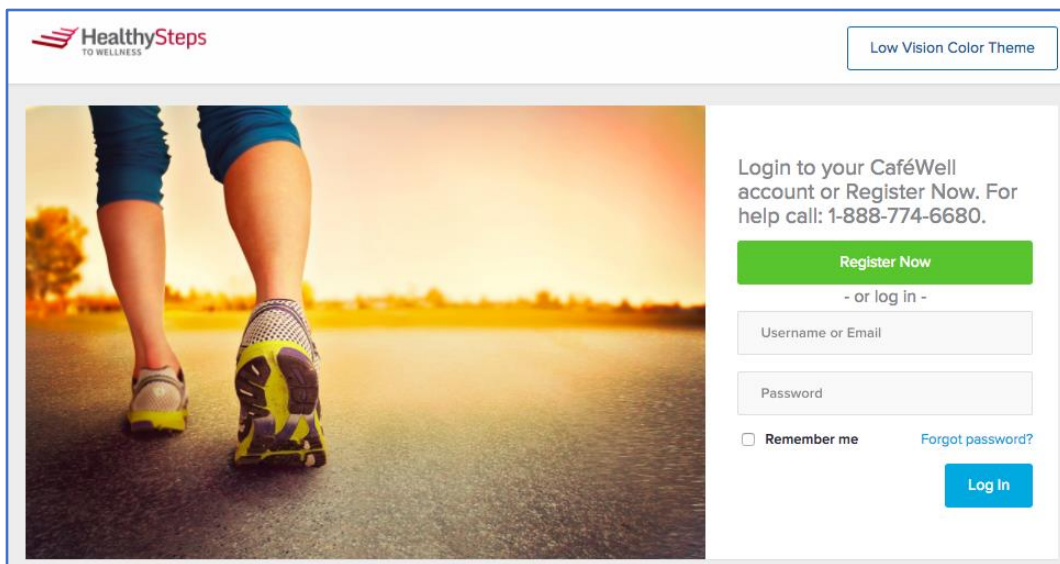 HealthySteps
TO WELLNESS
Low Vision Color Theme
Login to your CaféWell
account or Register Now. For
help call: 1-888-774-6680.
Register Now
- or log in -
Username or Email
Password
Remember me
Forgot password?
Log In